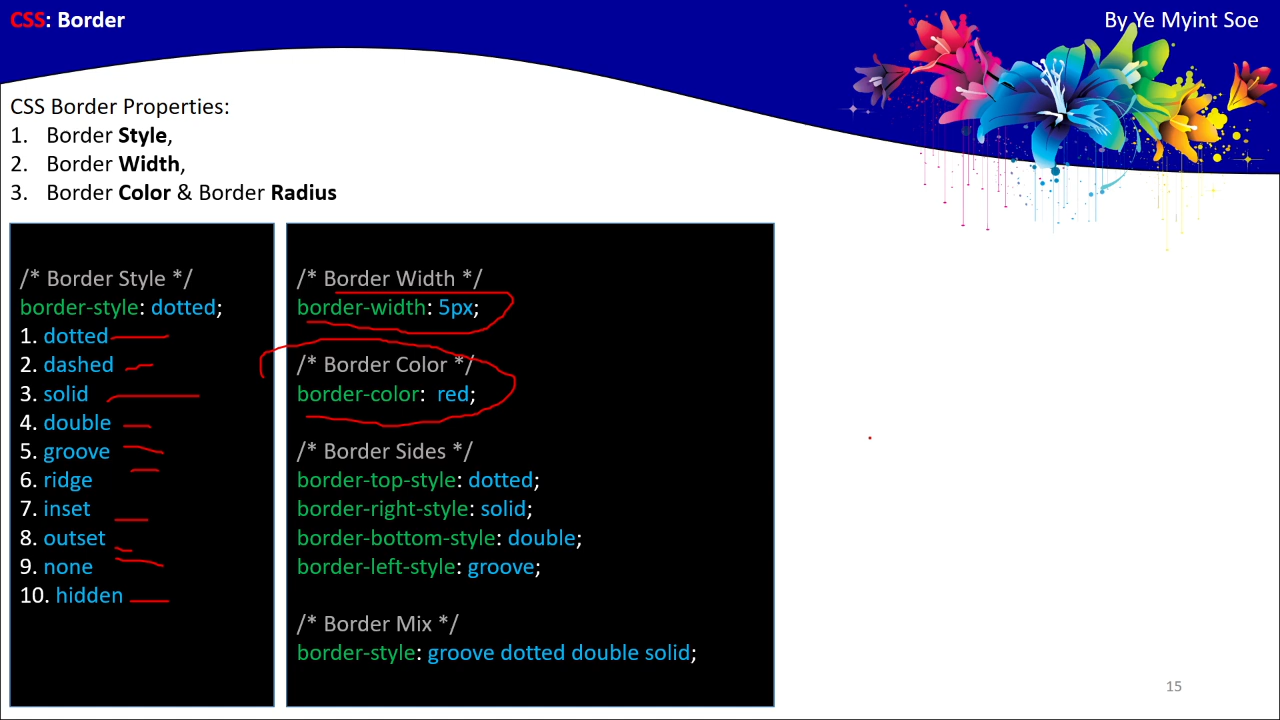 CSS: Border
By Ye Myint Soe
CSS Border Properties:
1. Border Style,
2. Border Width,
3. Border Color & Border Radius
/* Border Style */
border-style: dotted;
1. dotted
2. dashed
3. solid
4. double
5. groove
6. ridge
7. inset
8. outset
9. none
10. hidden
/* Border Width */
border-width: 5px;
/* Border Color */
border-color: red;
/* Border Sides */
border-top-style: dotted;
border-right-style: solid;
border-bottom-style: double;
border-left-style: groove;
/* Border Mix */
border-style: groove dotted double solid;
15